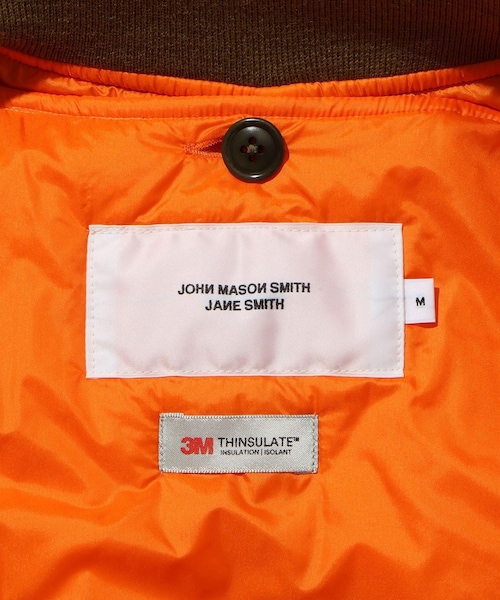 JOHN MASON SMITH
JANE SMITH
M
3M THINSULATE™
INSULATION | ISOLANT